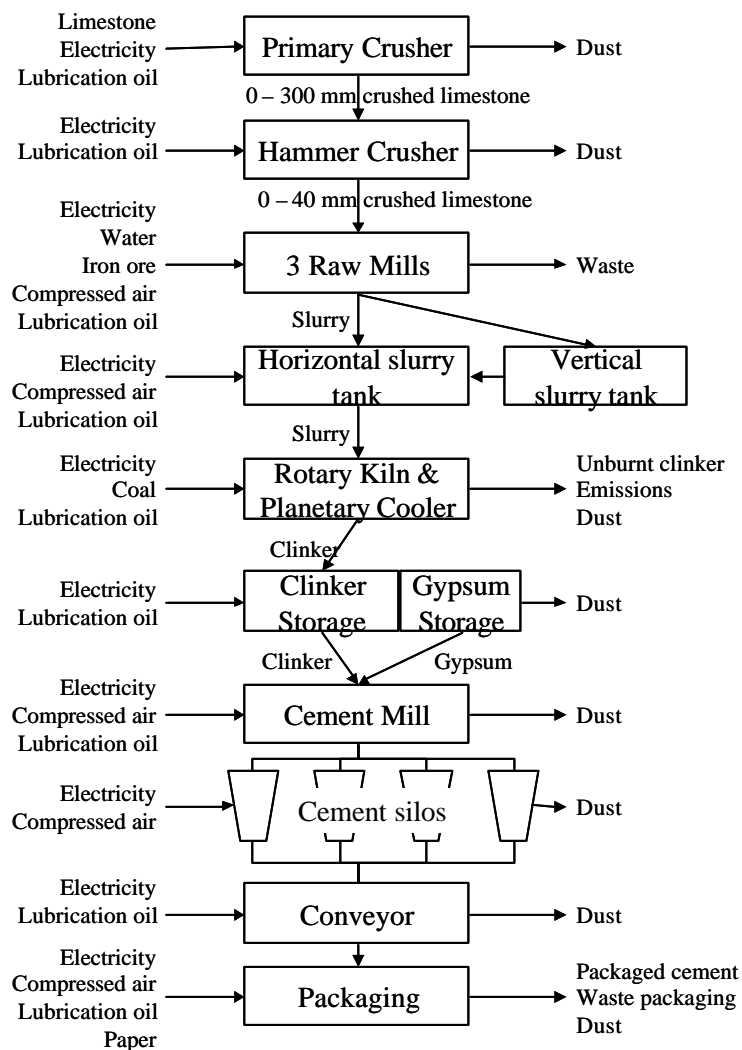 Limestone
Electricity
Lubrication oil
Primary Crusher
Dust
0 – 300 mm crushed limestone
Electricity
Lubrication oil
Hammer Crusher
Dust
0 – 40 mm crushed limestone
Electricity
Water
Iron ore
Compressed air
Lubrication oil
3 Raw Mills
Waste
Slurry
Electricity
Compressed air
Lubrication oil
Horizontal slurry
tank
Vertical
slurry tank
Slurry
Electricity
Coal
Lubrication oil
Rotary Kiln &
Planetary Cooler
Unburnt clinker
Emissions
Dust
Clinker
Electricity
Lubrication oil
Clinker
Storage
Gypsum
Storage
Dust
Clinker
Gypsum
Electricity
Compressed air
Lubrication oil
Cement Mill
Dust
Electricity
Compressed air
Cement silos
Dust
Electricity
Lubrication oil
Conveyor
Dust
Electricity
Compressed air
Lubrication oil
Paper
Packaging
Packaged cement
Waste packaging
Dust